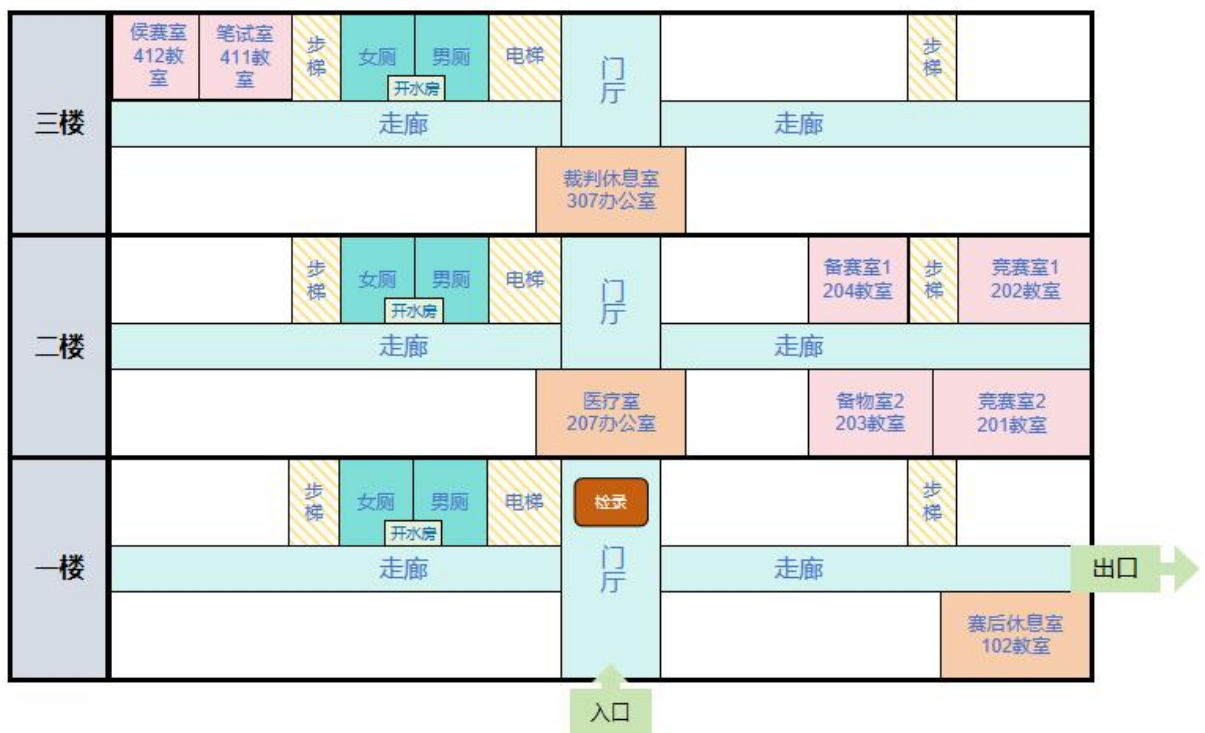 三楼
侯赛室
412教
室
笔试室
411教
室
步
梯
女厕
男厕
开水房
电梯
门
厅
步
梯
走廊
走廊
裁判休息室
307办公室
二楼
步
梯
女厕
男厕
开水房
电梯
门
厅
备赛室1
204教室
步
梯
竞赛室1
202教室
走廊
走廊
医疗室
207办公室
备物室2
203教室
竞赛室2
201教室
一楼
步
梯
女厕
男厕
开水房
电梯
检录
门
厅
步
梯
走廊
走廊
出口
赛后休息室
102教室
入口